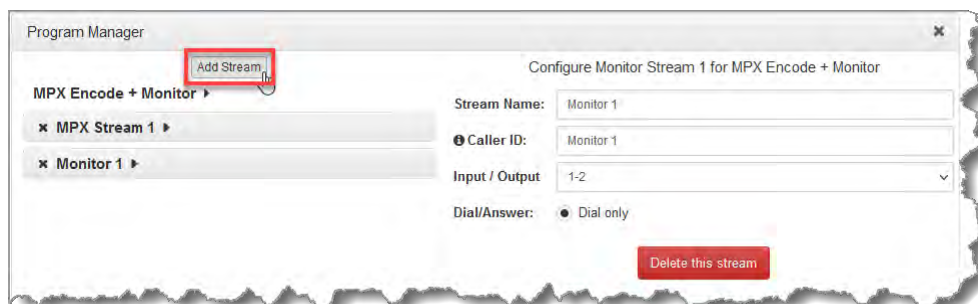 Program Manager
Add Stream
MPX Encode + Monitor
MPX Stream 1
Monitor 1
Configure Monitor Stream 1 for MPX Encode + Monitor
Stream Name: Monitor 1
Caller ID: Monitor 1
Input / Output 1-2
Dial/Answer: Dial only
Delete this stream